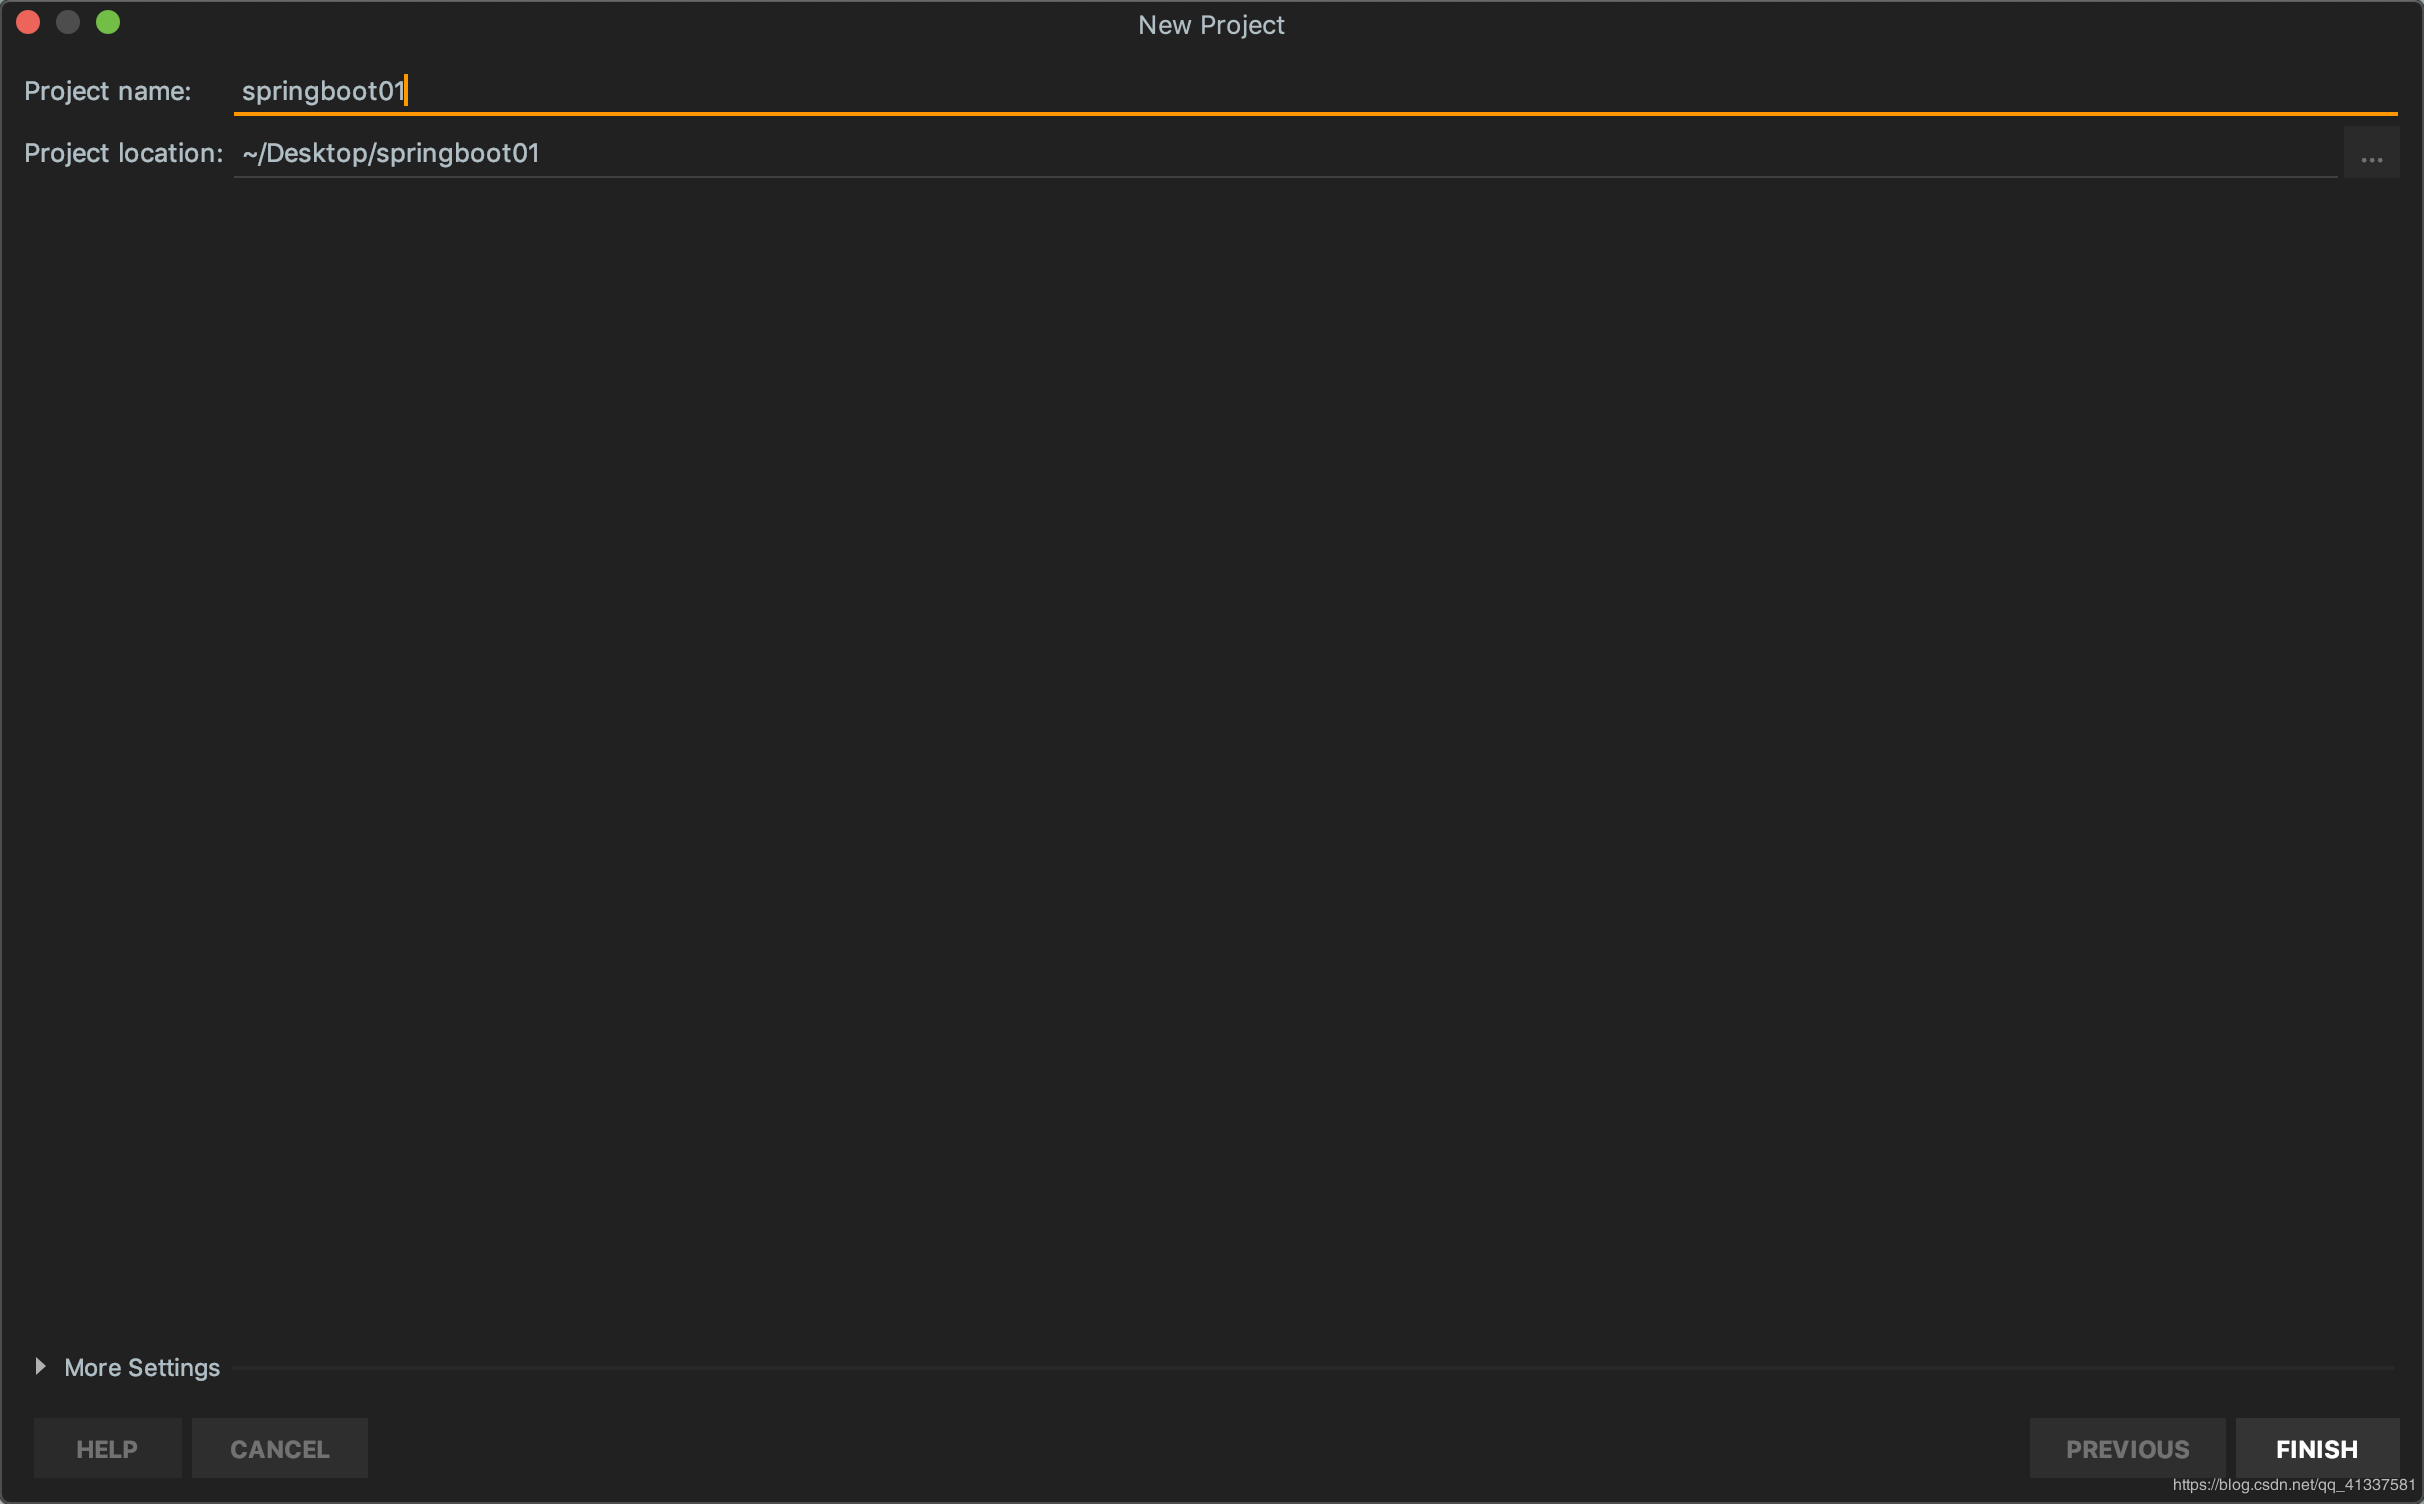 New Project
Project name: springboot01
Project location: ~/Desktop/springboot01 ...
More Settings
HELP CANCEL PREVIOUS FINISH
https://blog.csdn.net/qq_41337581